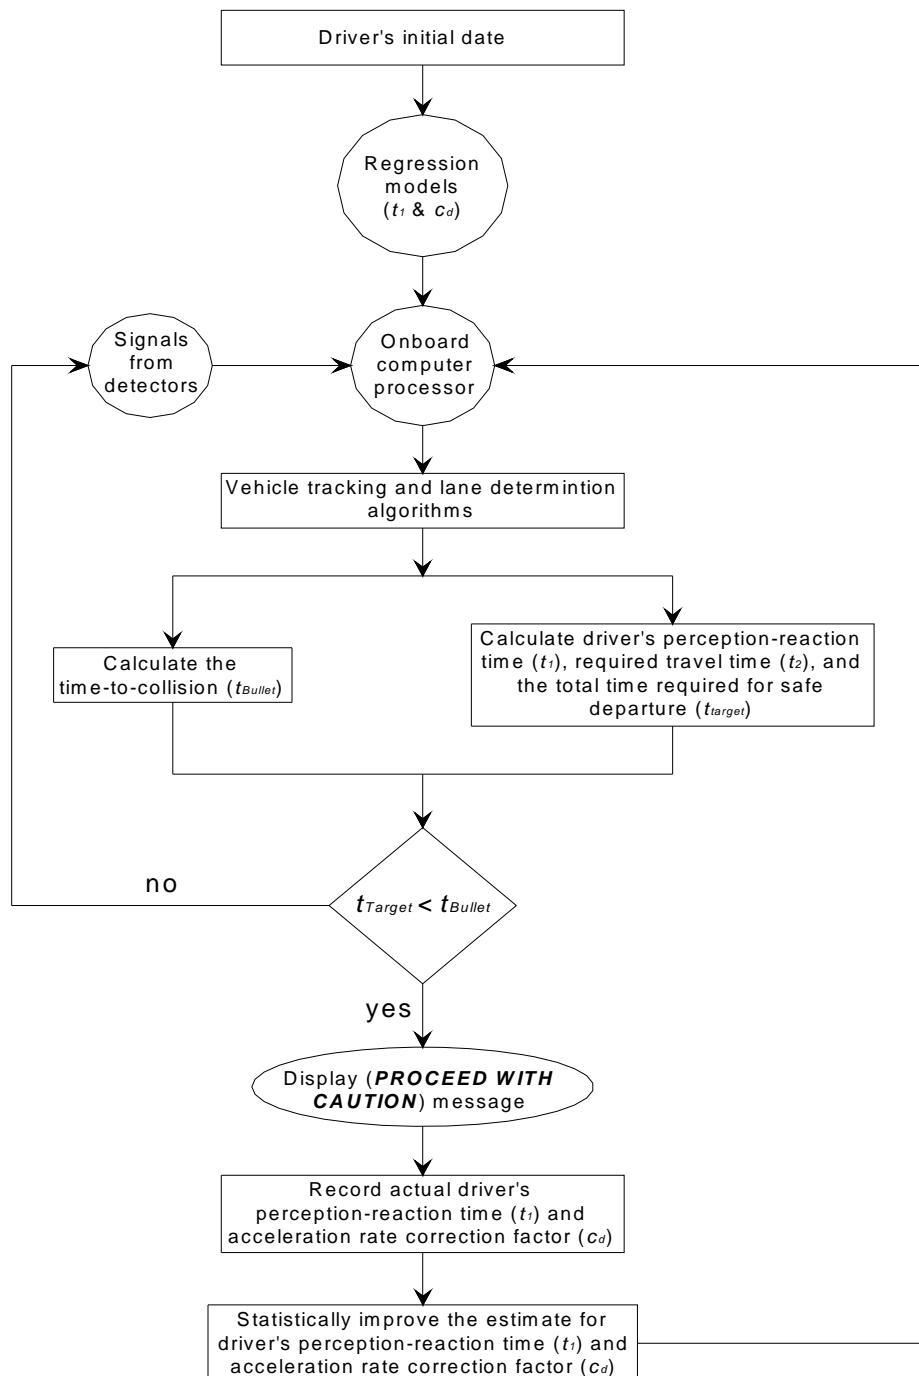 Driver's initial date
Regression
models
(t1 & cd)
Signals
from
detectors
Onboard
computer
processor
Vehicle tracking and lane determintion
algorithms
Calculate the
time-to-collision (tBullet)
Calculate driver's perception-reaction
time (t1), required travel time (t2), and
the total time required for safe
departure (ttarget)
no
tTarget < tBullet
yes
Display (PROCEED WITH
CAUTION) message
Record actual driver's
perception-reaction time (t1) and
acceleration rate correction factor (cd)
Statistically improve the estimate for
driver's perception-reaction time (t1) and
acceleration rate correction factor (cd)